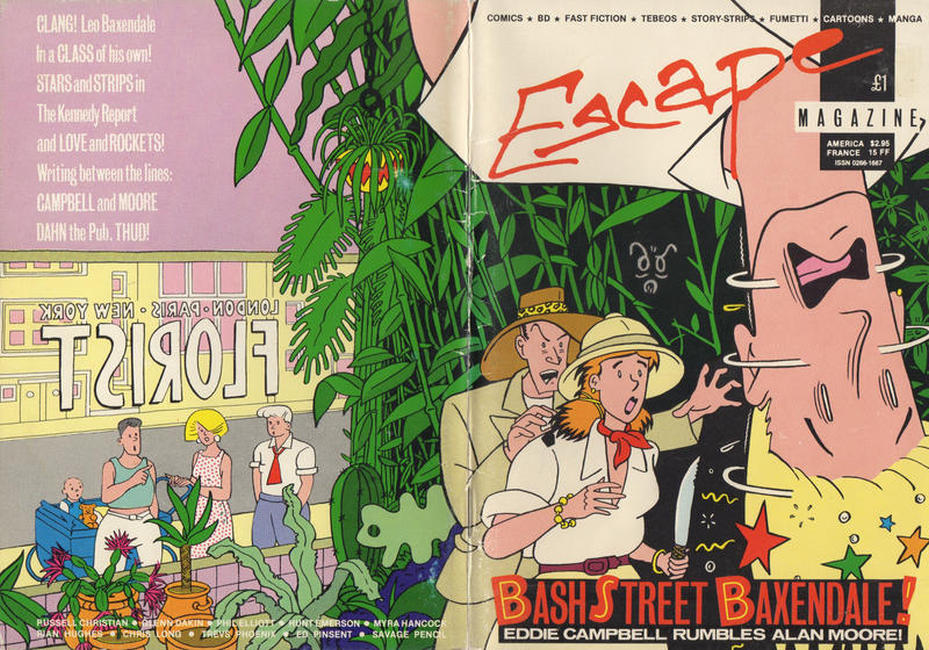 CLANG! Leo Baxendale
In a CLASS of his own!
STARS and STRIPS in
The Kennedy Report
and LOVE and ROCKETS!
Writing between the lines:
CAMPBELL and MOORE
DAHN the Pub. THUD!
LONDON · PARIS · NEW YORK
FLORIST
RUSSELL CHRISTIAN ● GLENN DAKIN ● PHIL ELLIOTT ● HUNT EMERSON ● MYRA HANCOCK
RIAN HUGHES ● CHRIS LONG ● TREVS PHOENIX ● ED PINSENT ● SAVAGE PENCIL
COMICS ★ BD ★ FAST FICTION ★ TEBEOS ★ STORY-STRIPS ★ FUMETTI ★ CARTOONS ★ MANGA
Escape
£1
MAGAZINE
AMERICA $2.95
FRANCE 15 FF
ISSN 0266-1667
BASH STREET BAXENDALE!
EDDIE CAMPBELL RUMBLES ALAN MOORE!